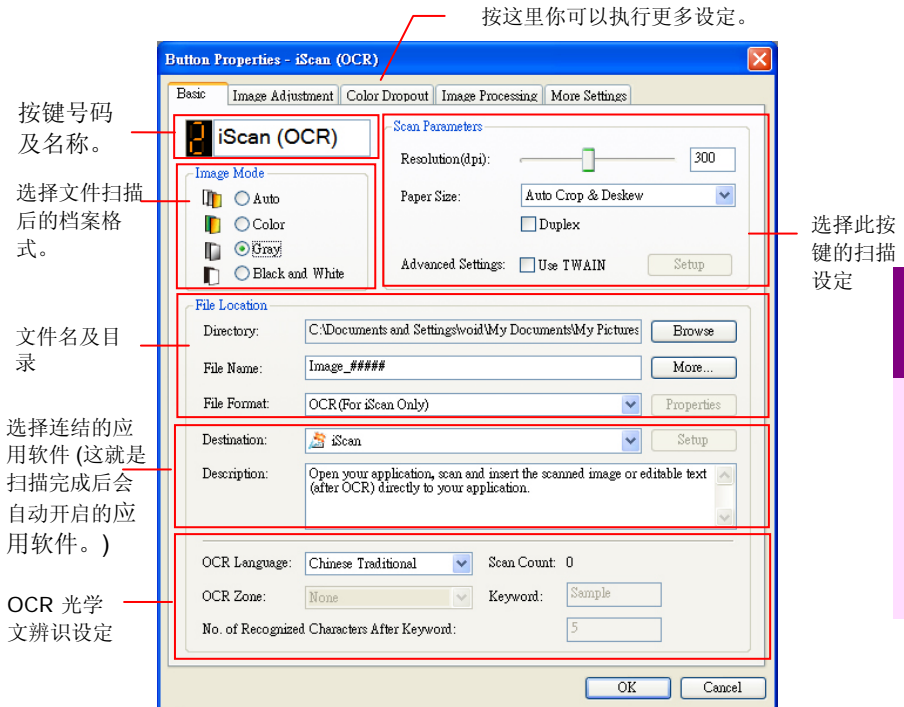 按这里你可以执行更多设定。
Button Properties - iScan (OCR)
Basic Image Adjustment Color Dropout Image Processing More Settings
按键号码
及名称。
2 iScan (OCR)
Scan Parameters
Resolution(dpi): 300
Paper Size: Auto Crop & Deskew
Duplex
Advanced Settings: Use TWAIN Setup
选择此按
键的扫描
设定
选择文件扫描
后的档案格
式。
Image Mode
Auto
Color
Gray
Black and White
文件名及目
录
File Location
Directory: C:\Documents and Settings\void\My Documents\My Pictures Browse
File Name: Image_##### More...
File Format: OCR(For iScan Only) Properties
选择连结的应
用软件 (这就是
扫描完成后会
自动开启的应
用软件。)
Destination: iScan Setup
Description: Open your application, scan and insert the scanned image or editable text
(after OCR) directly to your application.
OCR 光学
文辨识设定
OCR Language: Chinese Traditional Scan Count: 0
OCR Zone: None Keyword: Sample
No. of Recognized Characters After Keyword: 5
OK Cancel